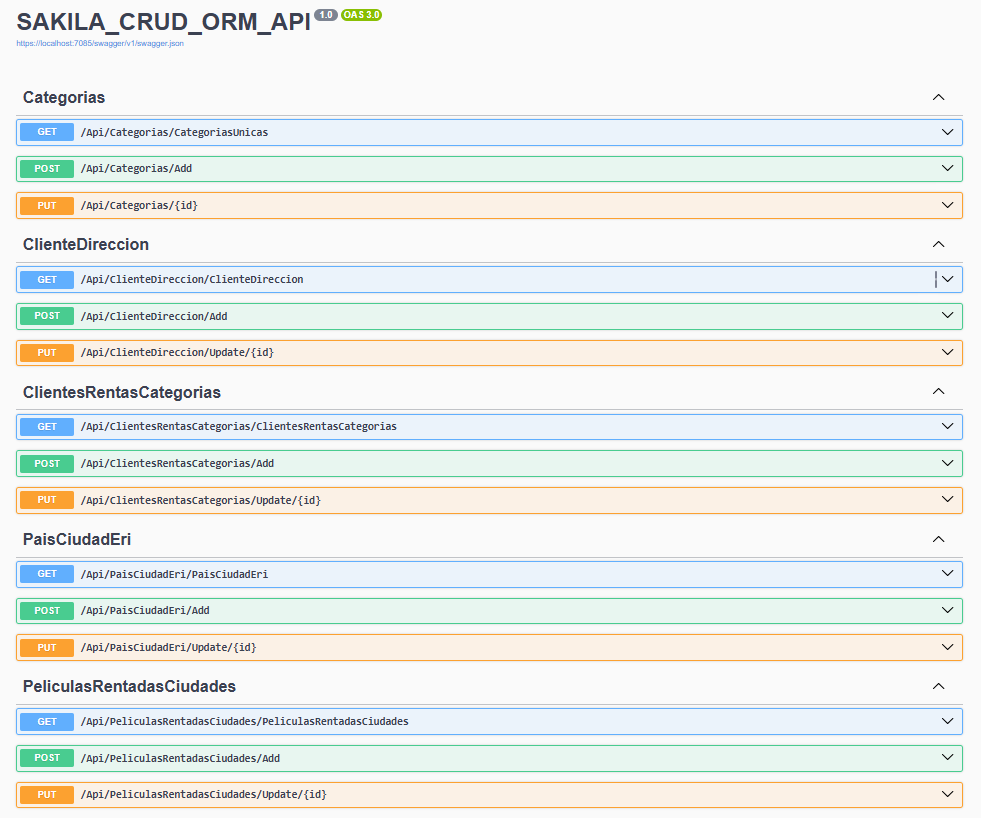 SAKILA_CRUD_ORM_API 1.0 OAS 3.0
https://localhost:7085/swagger/v1/swagger.json
Categorias
GET /Api/Categorias/CategoriasUnicas
POST /Api/Categorias/Add
PUT /Api/Categorias/{id}
ClienteDireccion
GET /Api/ClienteDireccion/ClienteDireccion
POST /Api/ClienteDireccion/Add
PUT /Api/ClienteDireccion/Update/{id}
ClientesRentasCategorias
GET /Api/ClientesRentasCategorias/ClientesRentasCategorias
POST /Api/ClientesRentasCategorias/Add
PUT /Api/ClientesRentasCategorias/Update/{id}
PaisCiudadEri
GET /Api/PaisCiudadEri/PaisCiudadEri
POST /Api/PaisCiudadEri/Add
PUT /Api/PaisCiudadEri/Update/{id}
PeliculasRentadasCiudades
GET /Api/PeliculasRentadasCiudades/PeliculasRentadasCiudades
POST /Api/PeliculasRentadasCiudades/Add
PUT /Api/PeliculasRentadasCiudades/Update/{id}